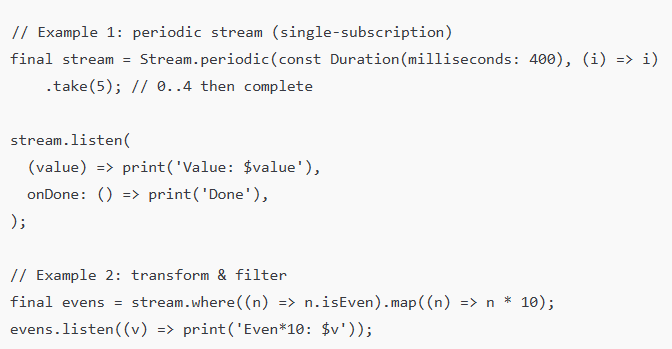 // Example 1: periodic stream (single-subscription)
final stream = Stream.periodic(const Duration(milliseconds: 400), (i) => i)
    .take(5); // 0..4 then complete

stream.listen(
  (value) => print('Value: $value'),
  onDone: () => print('Done'),
);

// Example 2: transform & filter
final evens = stream.where((n) => n.isEven).map((n) => n * 10);
evens.listen((v) => print('Even*10: $v'));